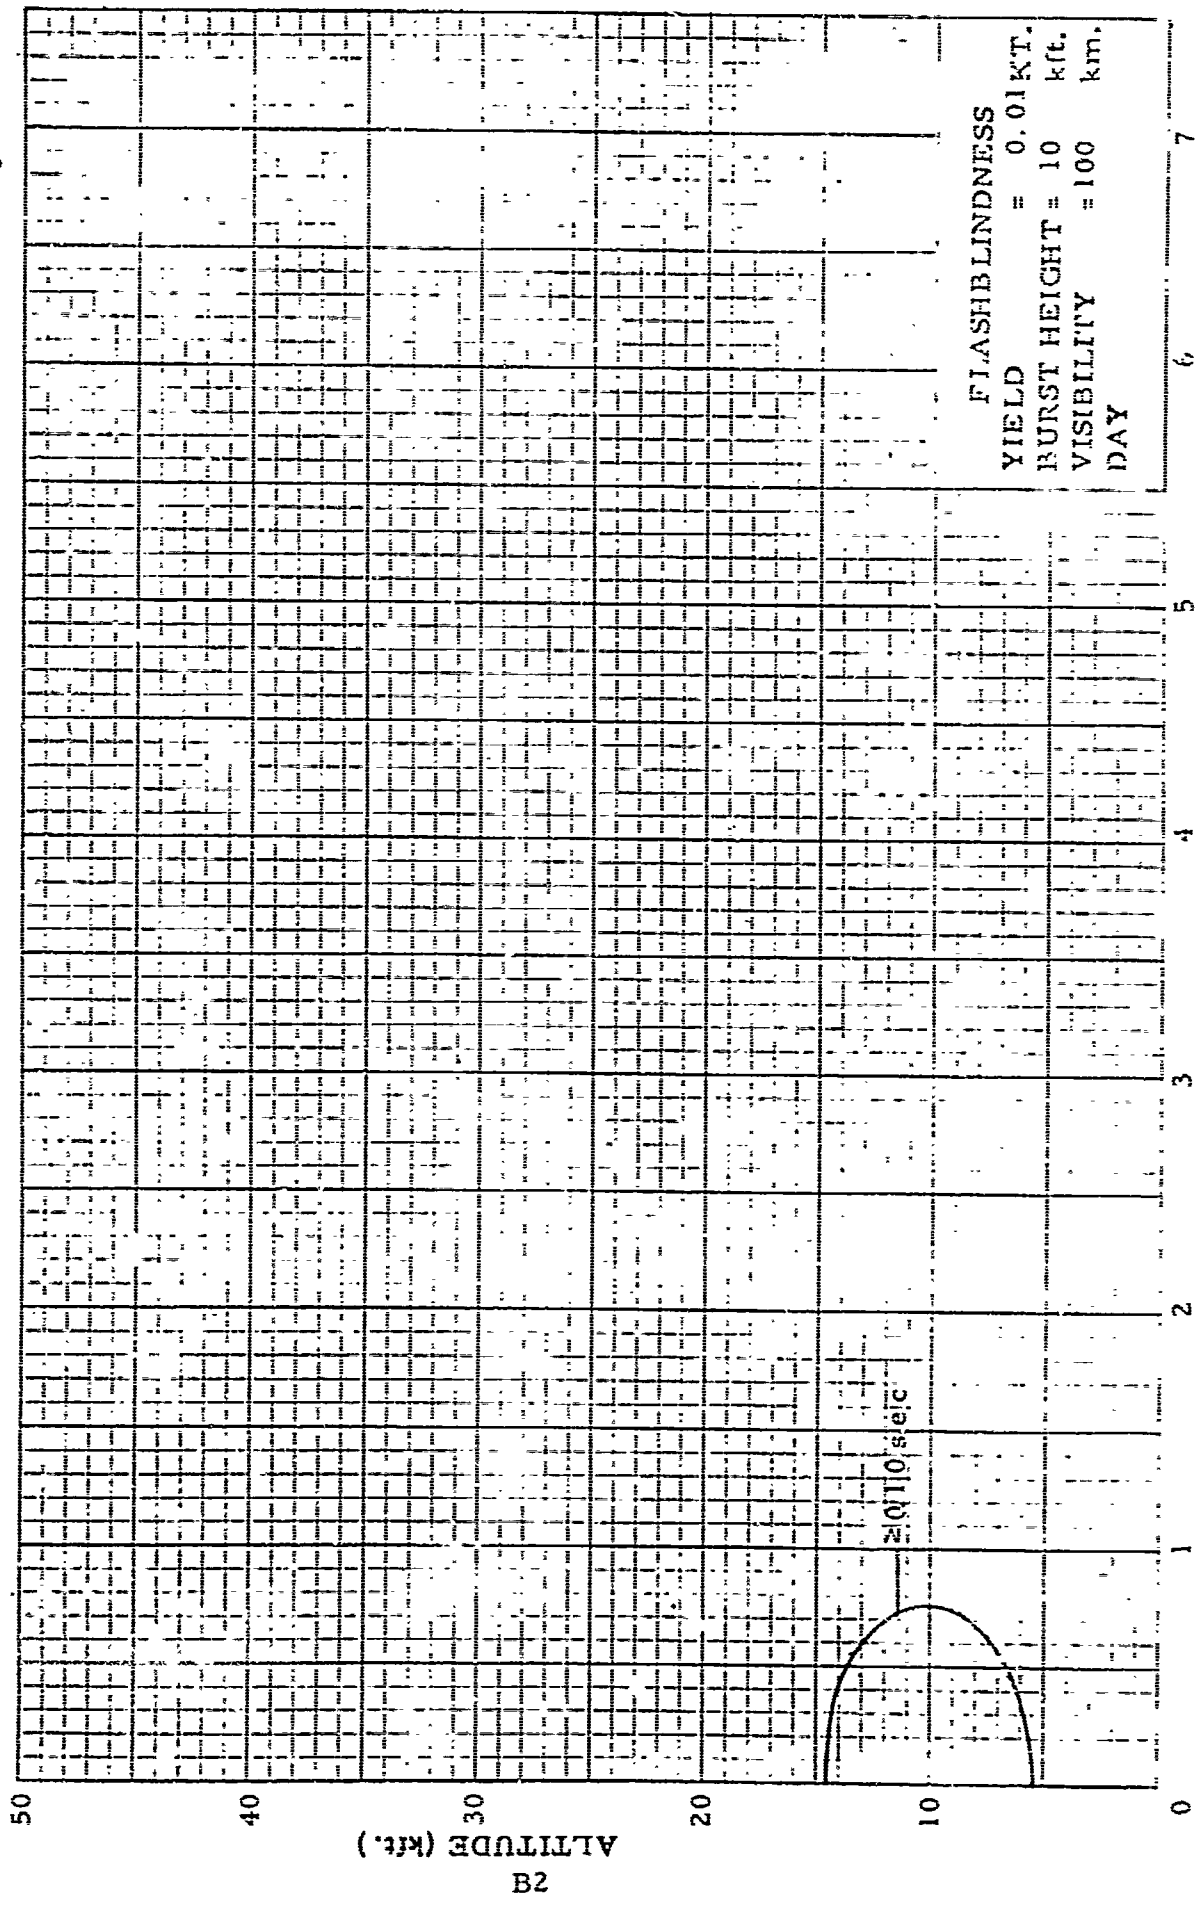 FLASHBLINDNESS
YIELD = 0.01 KT.
BURST HEIGHT = 10 kft.
VISIBILITY = 100 km.
DAY
ALTITUDE (kft.)
50
40
30
20
10
0
≥ 0.10 sec
1
2
3
4
5
6
7
B2